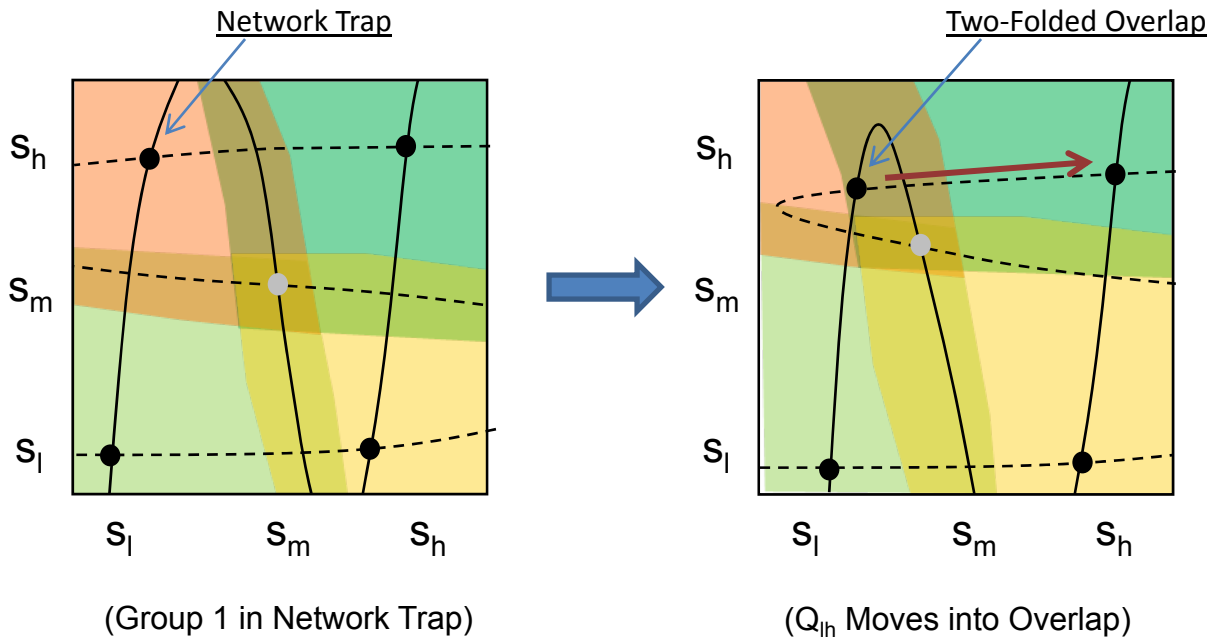 Network Trap
Two-Folded Overlap
sh
sm
sl
sl
sm
sh
sh
sm
sl
sl
sm
sh
(Group 1 in Network Trap)
(Qlh Moves into Overlap)